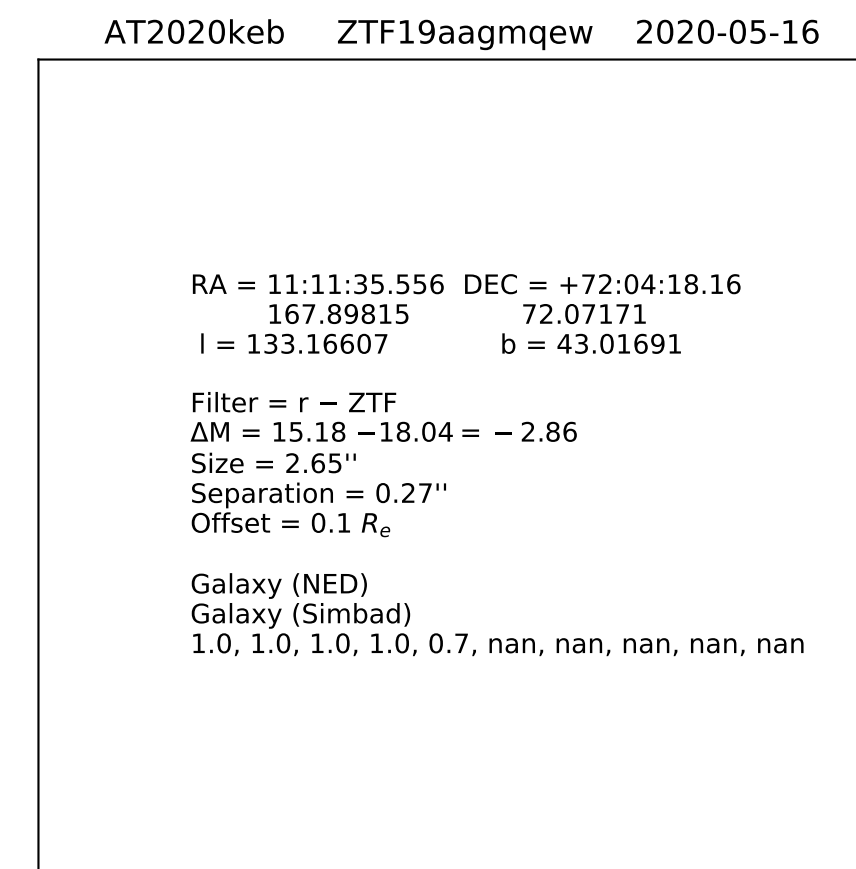 AT2020keb ZTF19aagmqew 2020-05-16
RA = 11:11:35.556 DEC = +72:04:18.16
167.89815 72.07171
l = 133.16607 b = 43.01691
Filter = r − ZTF
ΔM = 15.18 −18.04 = −2.86
Size = 2.65''
Separation = 0.27''
Offset = 0.1 Re
Galaxy (NED)
Galaxy (Simbad)
1.0, 1.0, 1.0, 1.0, 0.7, nan, nan, nan, nan, nan